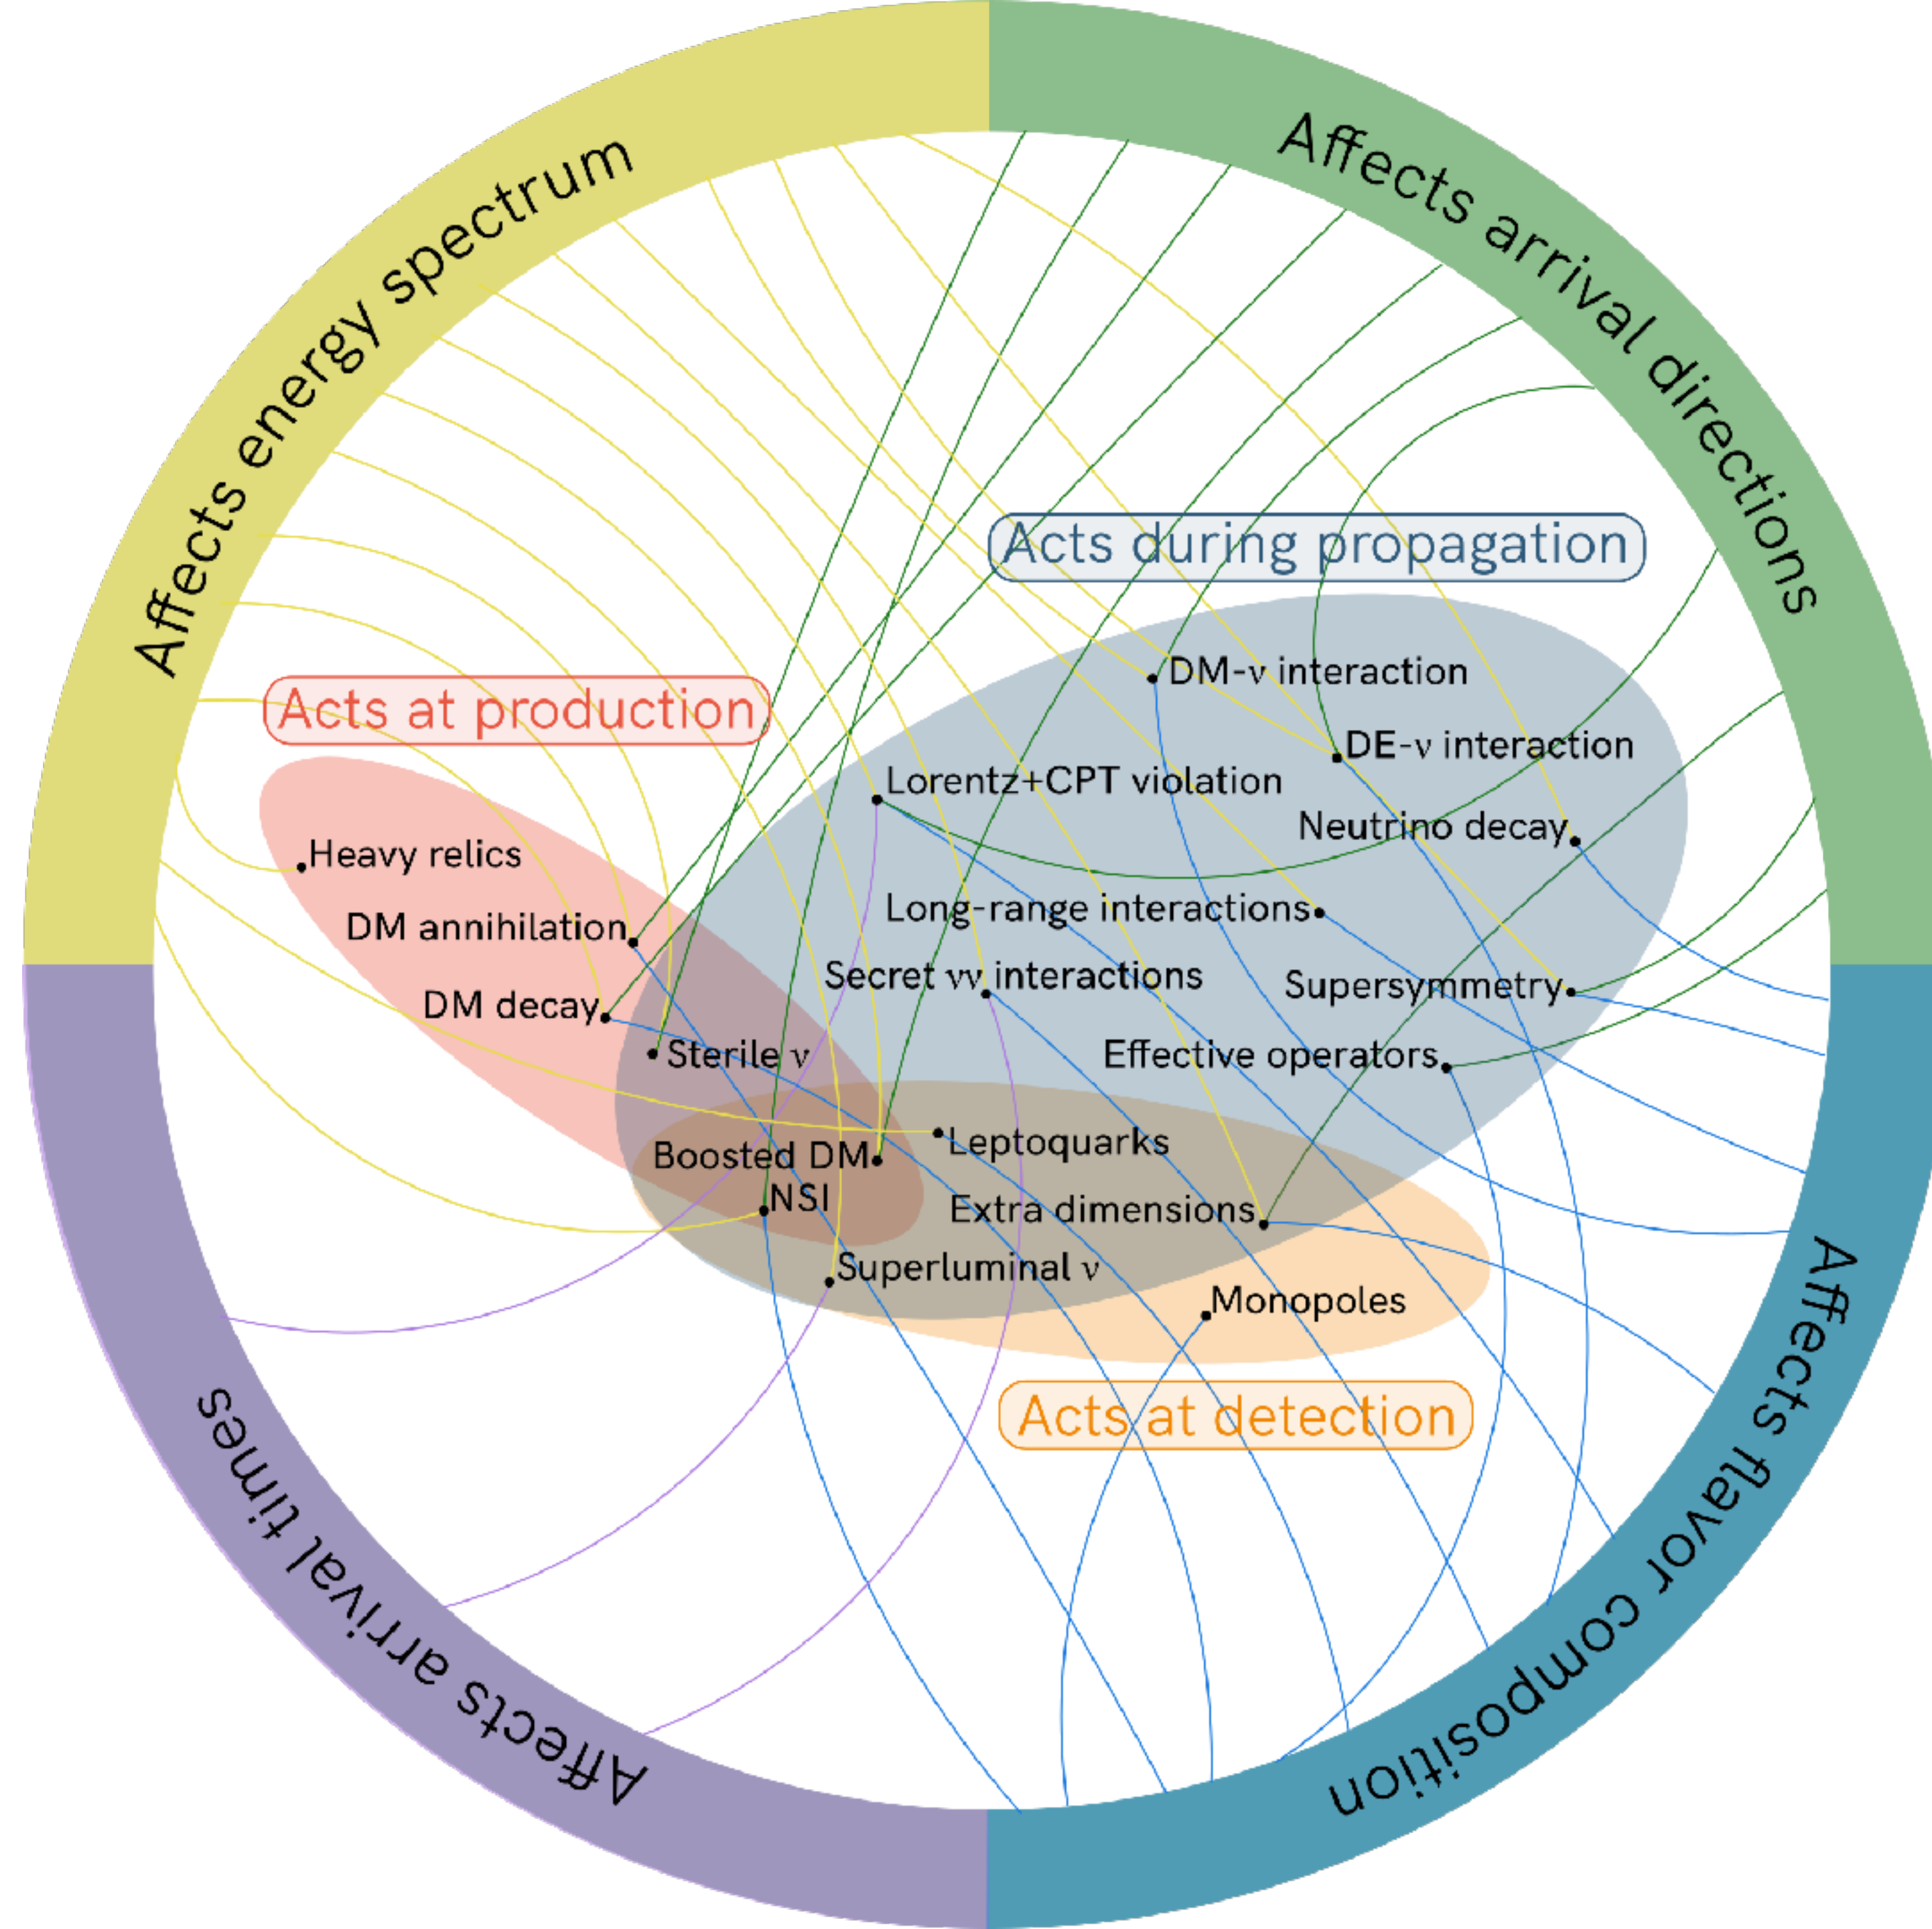 Affects energy spectrum
Affects arrival directions
Acts during propagation
DM-ν interaction
Acts at production
DE-ν interaction
Lorentz+CPT violation
Neutrino decay
Heavy relics
Long-range interactions
DM annihilation
Secret νν interactions
Supersymmetry
DM decay
Sterile ν
Effective operators
Leptoquarks
Boosted DM
NSI
Extra dimensions
Superluminal ν
Monopoles
Acts at detection
Affects arrival times
Affects flavor composition